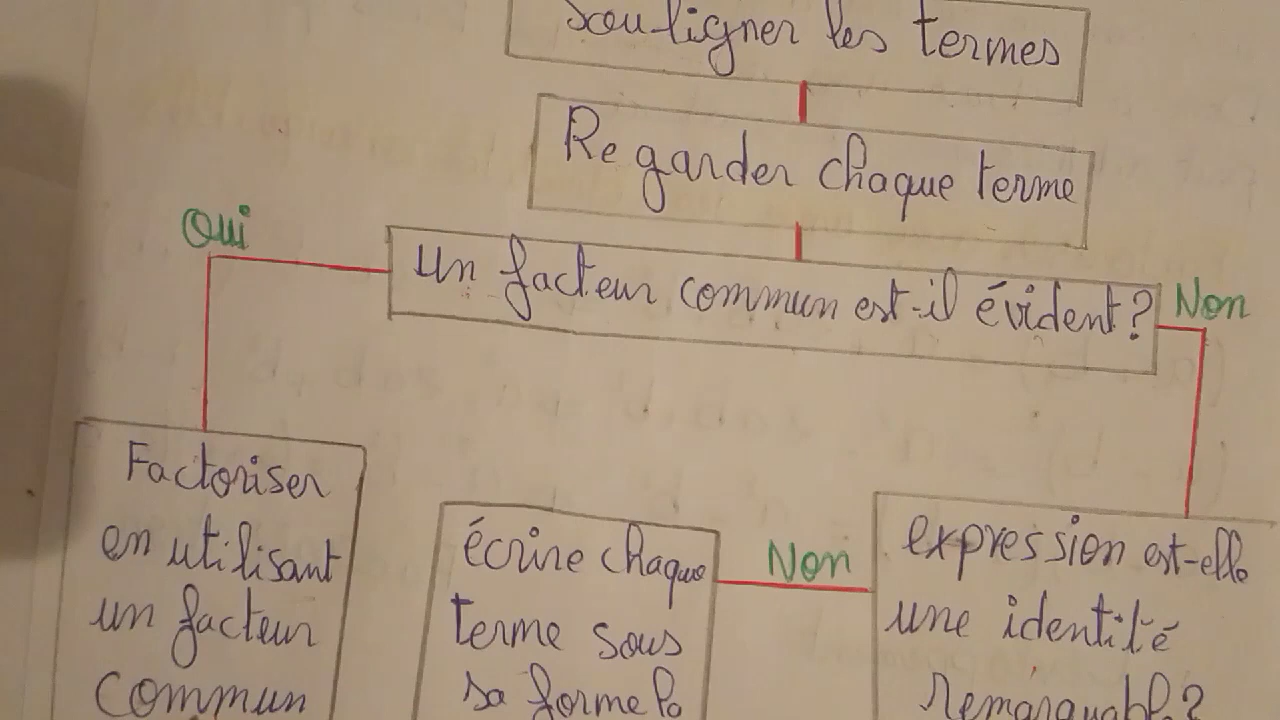 souligner les termes
Regarder chaque terme
Oui
un facteur commun est-il évident?
Non
Factoriser
en utilisant
un facteur
commun
écrire chaque
terme sous
sa forme la
Non
expression est-elle
une identité
remarquable?